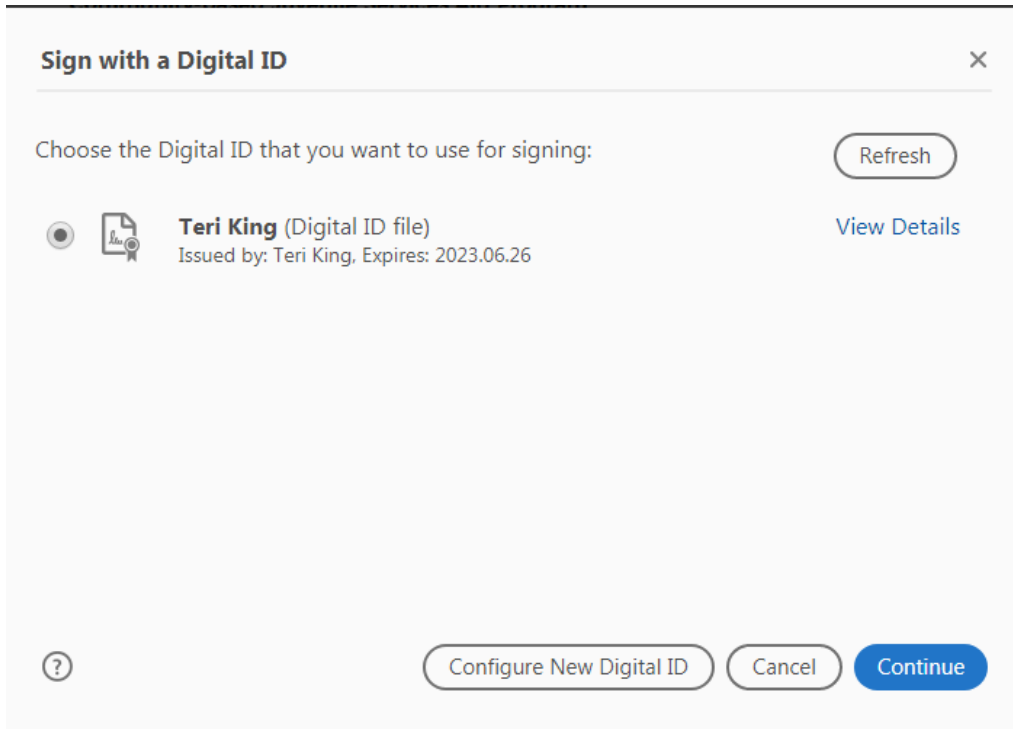 Sign with a Digital ID
Choose the Digital ID that you want to use for signing:
Refresh
Teri King (Digital ID file)
View Details
Issued by: Teri King, Expires: 2023.06.26
?
Configure New Digital ID
Cancel
Continue